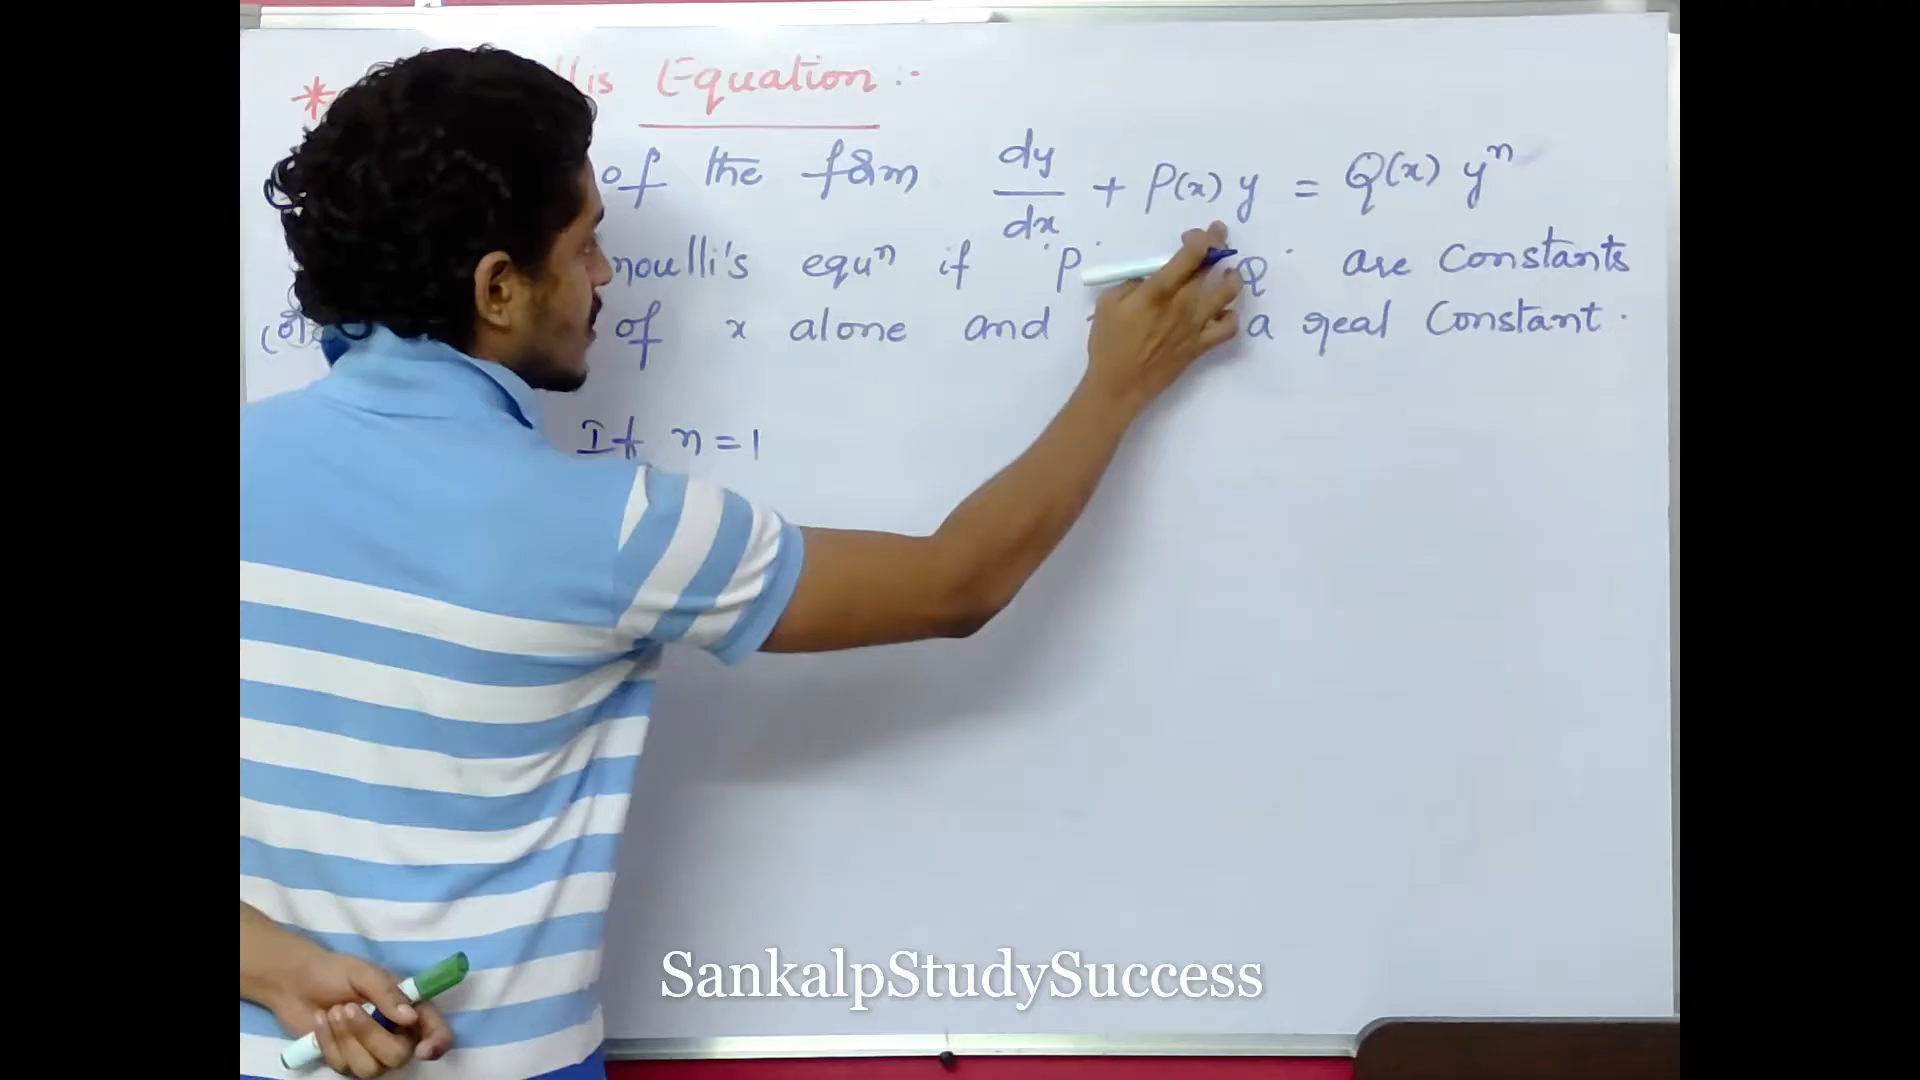 * llis Equation :-
of the form dy/dx + P(x) y = Q(x) yⁿ
noulli's equⁿ if 'P' 'Q' are constants
(or) of x alone and a real constant.
If n = 1
SankalpStudySuccess